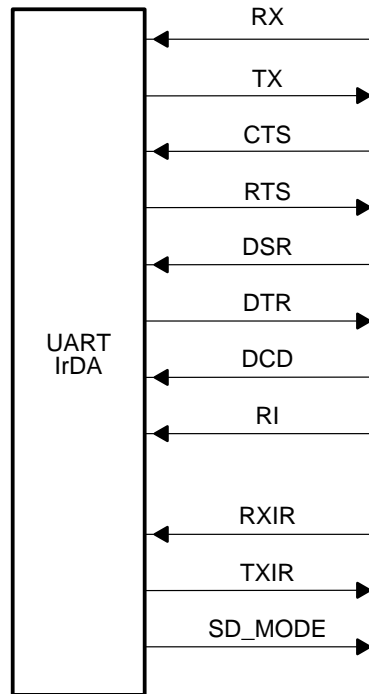 RX
TX
CTS
RTS
DSR
DTR
UART
IrDA
DCD
RI
RXIR
TXIR
SD_MODE